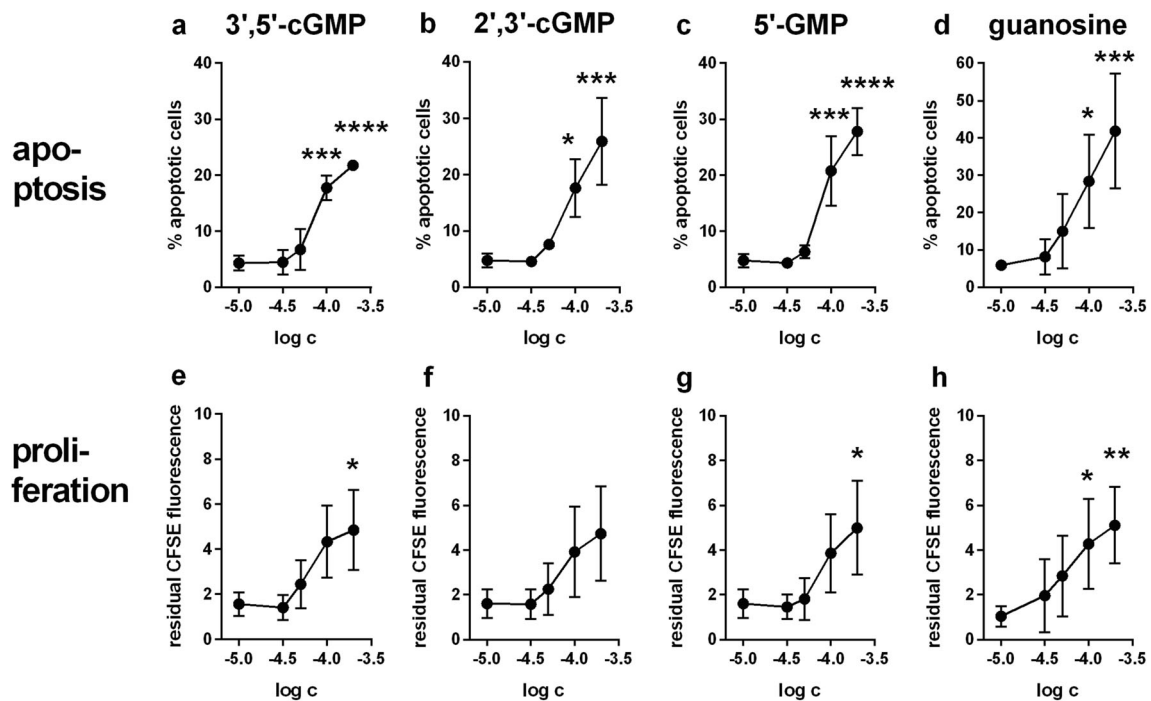 a 3',5'-cGMP
b 2',3'-cGMP
c 5'-GMP
d guanosine
apo-
ptosis
% apoptotic cells
40
30
20
10
0
*** ****
-5.0 -4.5 -4.0 -3.5
log c
% apoptotic cells
40
30
20
10
0
* ***
-5.0 -4.5 -4.0 -3.5
log c
% apoptotic cells
40
30
20
10
0
*** ****
-5.0 -4.5 -4.0 -3.5
log c
% apoptotic cells
60
50
40
30
20
10
0
* ***
-5.0 -4.5 -4.0 -3.5
log c
proli-
feration
e
residual CFSE fluorescence
10
8
6
4
2
0
*
-5.0 -4.5 -4.0 -3.5
log c
f
residual CFSE fluorescence
10
8
6
4
2
0
-5.0 -4.5 -4.0 -3.5
log c
g
residual CFSE fluorescence
10
8
6
4
2
0
*
-5.0 -4.5 -4.0 -3.5
log c
h
residual CFSE fluorescence
10
8
6
4
2
0
* **
-5.0 -4.5 -4.0 -3.5
log c